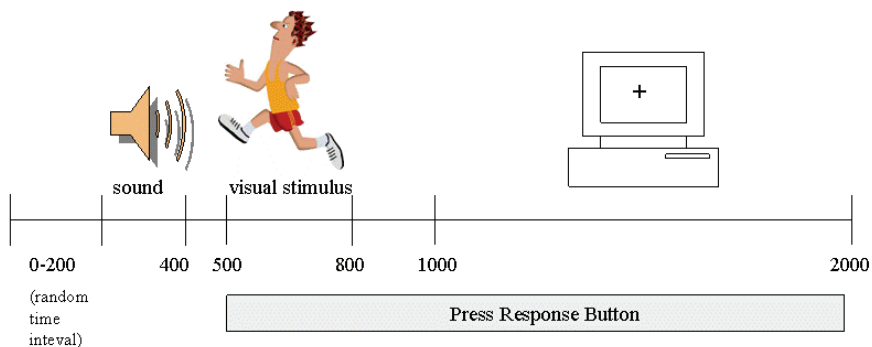 +
sound
visual stimulus
0-200
400
500
800
1000
2000
(random
time
inteval)
Press Response Button